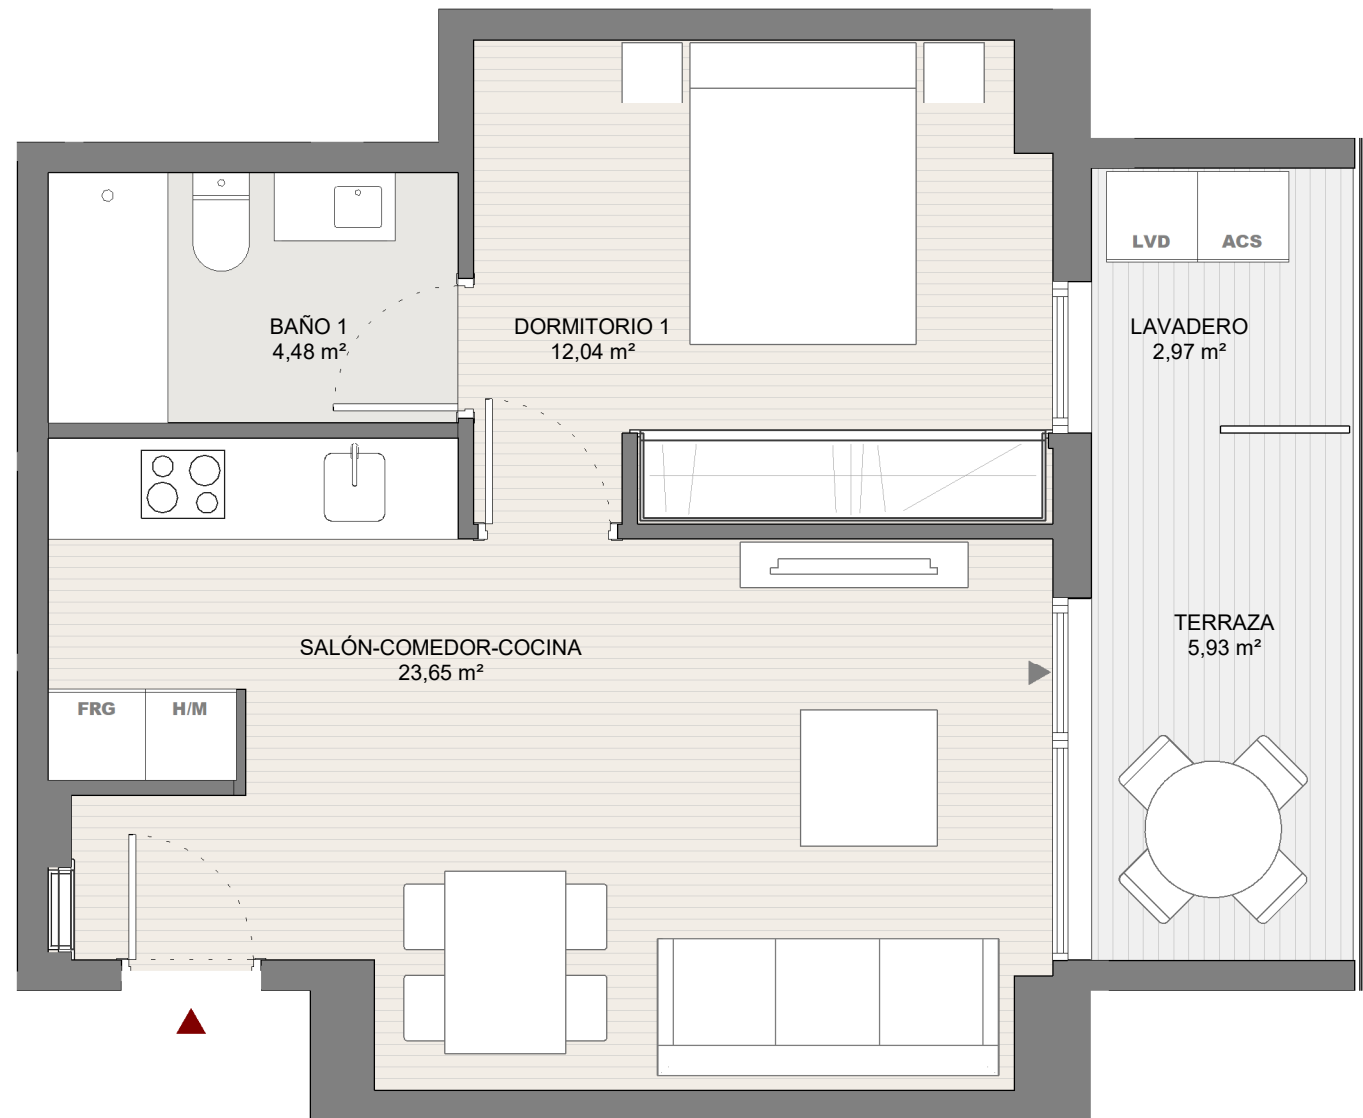 LVD
ACS
BAÑO 1
4,48 m²
DORMITORIO 1
12,04 m²
LAVADERO
2,97 m²
TERRAZA
5,93 m²
SALÓN-COMEDOR-COCINA
23,65 m²
FRG
H/M